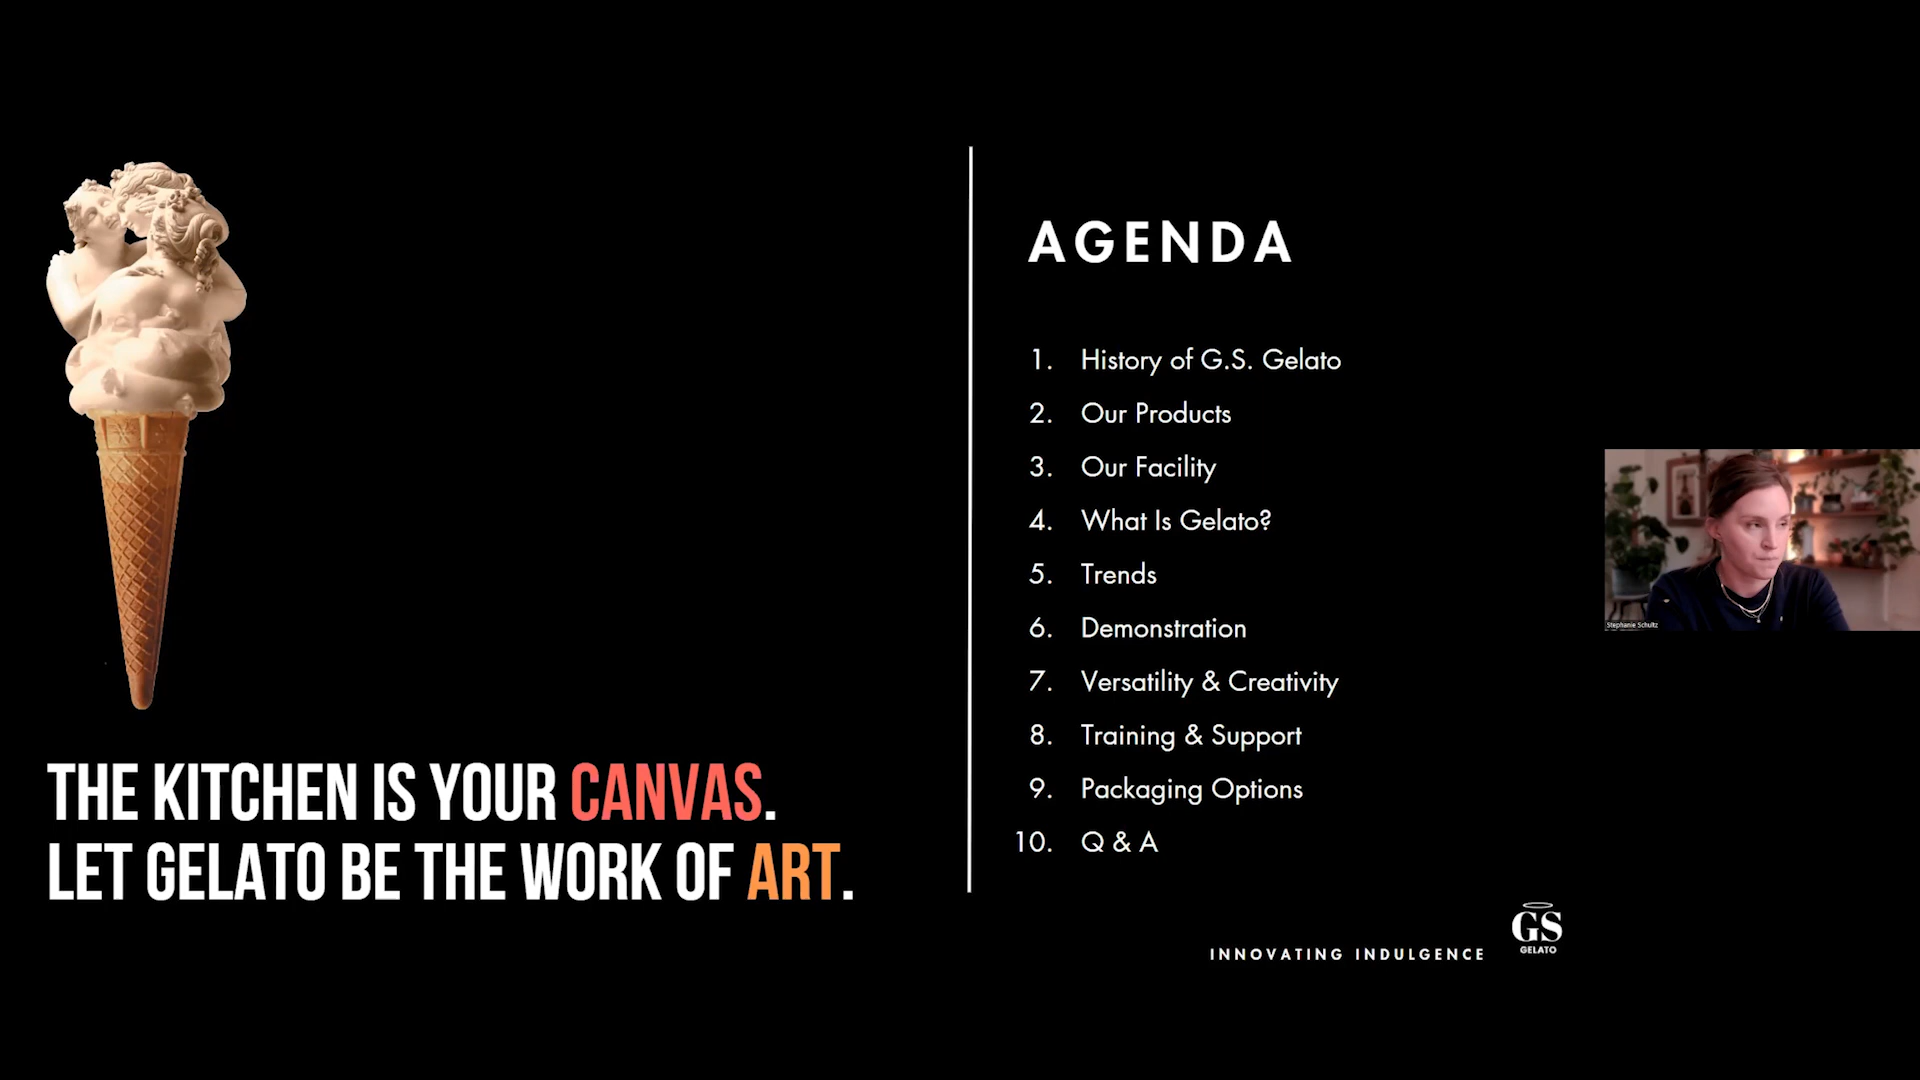 THE KITCHEN IS YOUR CANVAS.
LET GELATO BE THE WORK OF ART.
AGENDA
1. History of G.S. Gelato
2. Our Products
3. Our Facility
4. What Is Gelato?
5. Trends
6. Demonstration
7. Versatility & Creativity
8. Training & Support
9. Packaging Options
10. Q & A
Stephanie Schultz
INNOVATING INDULGENCE
GS
GELATO